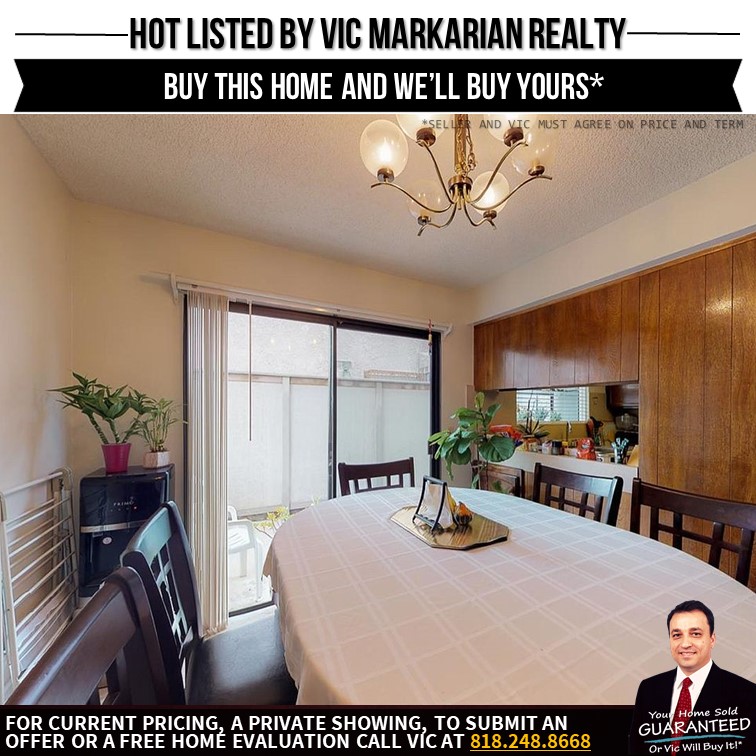 HOT LISTED BY VIC MARKARIAN REALTY
BUY THIS HOME AND WE'LL BUY YOURS*
*SELLER AND VIC MUST AGREE ON PRICE AND TERM
PRIMO
Your Home Sold
GUARANTEED
Or Vic Will Buy It!
FOR CURRENT PRICING, A PRIVATE SHOWING, TO SUBMIT AN
OFFER OR A FREE HOME EVALUATION CALL VIC AT 818.248.8668